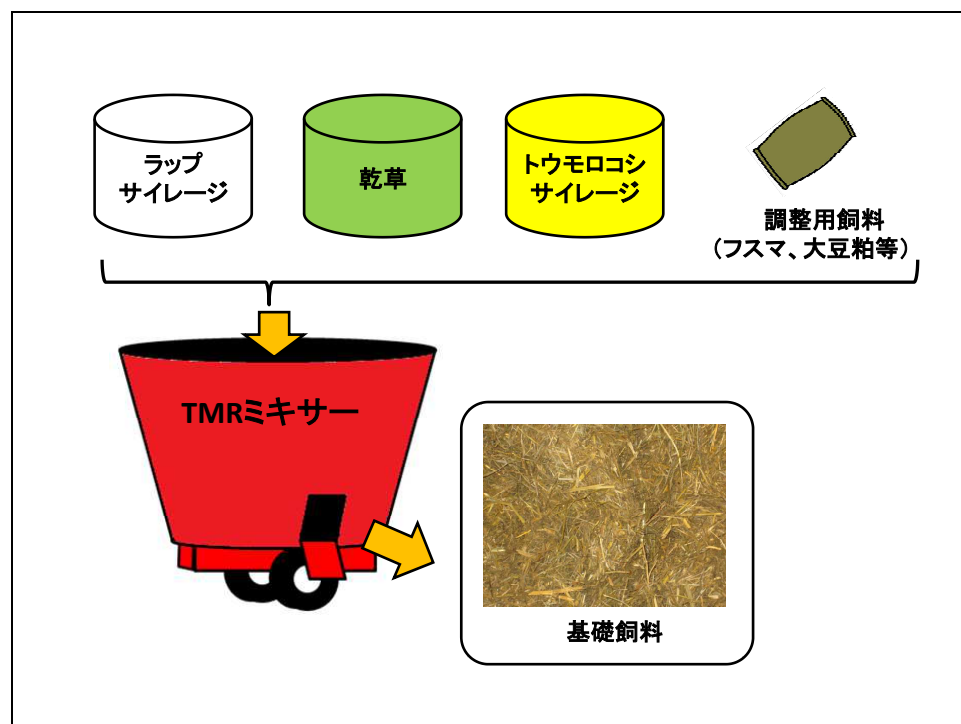 ラップ
サイレージ
乾草
トウモロコシ
サイレージ
調整用飼料
(フスマ、大豆粕等)
TMRミキサー
基礎飼料